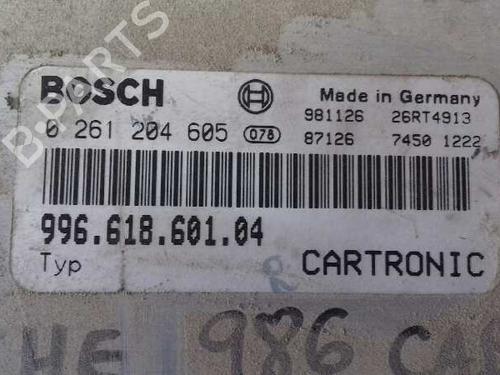 B-PARTS
BOSCH
Made in Germany
0 261 204 605 078
981126 26RT4913
87126 7450 1222
996.618.601.04
Typ
CARTRONIC
986